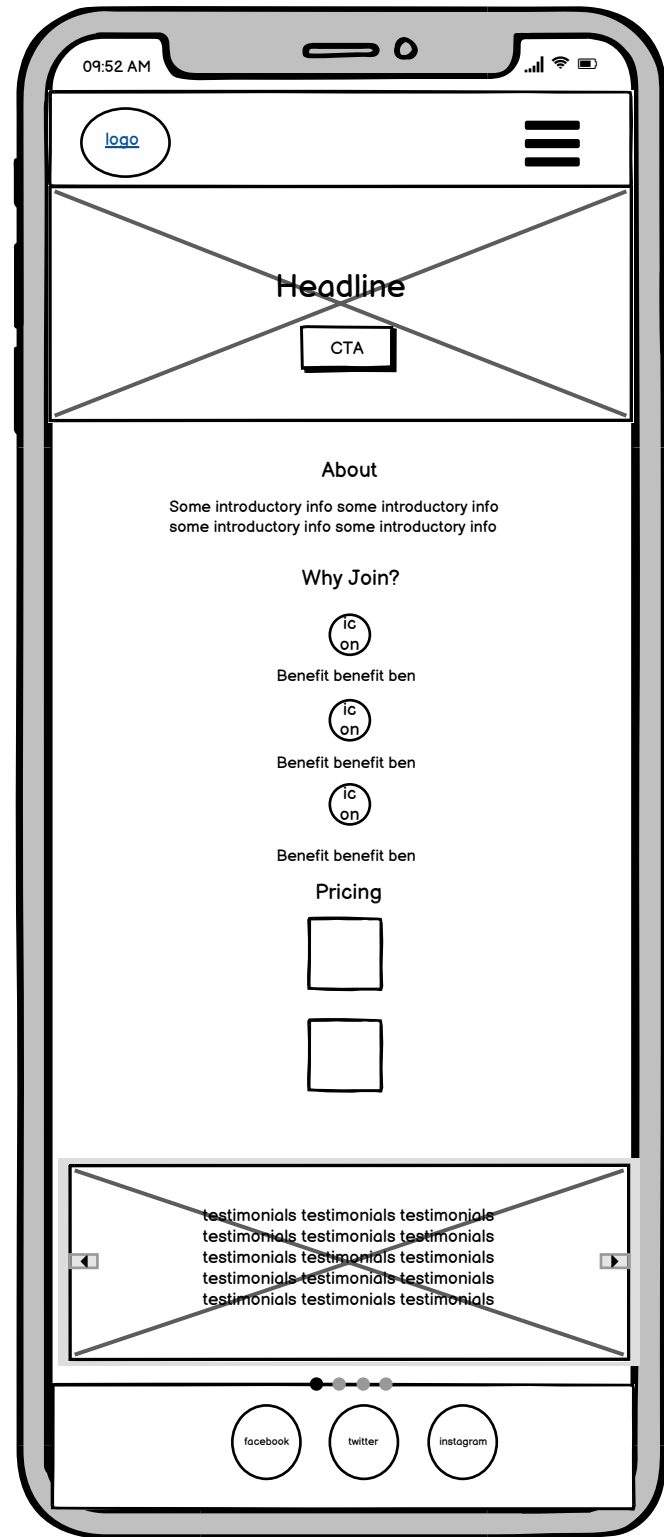 09:52 AM
logo
Headline
CTA
About
Some introductory info some introductory info
some introductory info some introductory info
Why Join?
ic
on
Benefit benefit ben
ic
on
Benefit benefit ben
ic
on
Benefit benefit ben
Pricing
testimonials testimonials testimonials
testimonials testimonials testimonials
testimonials testimonials testimonials
testimonials testimonials testimonials
testimonials testimonials testimonials
facebook twitter instagram